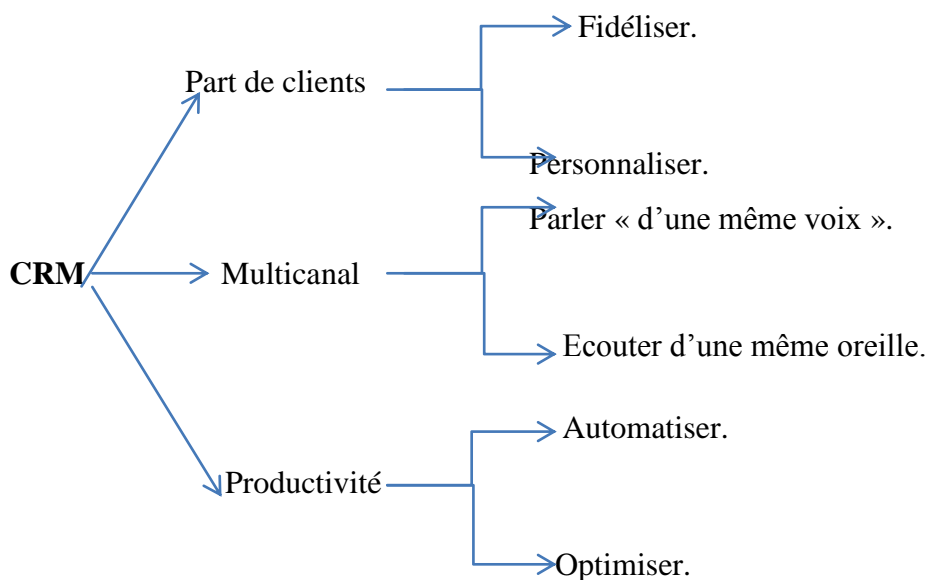 Fidéliser.
Part de clients
Personnaliser.
Parler « d’une même voix ».
CRM
Multicanal
Ecouter d’une même oreille.
Automatiser.
Productivité
Optimiser.